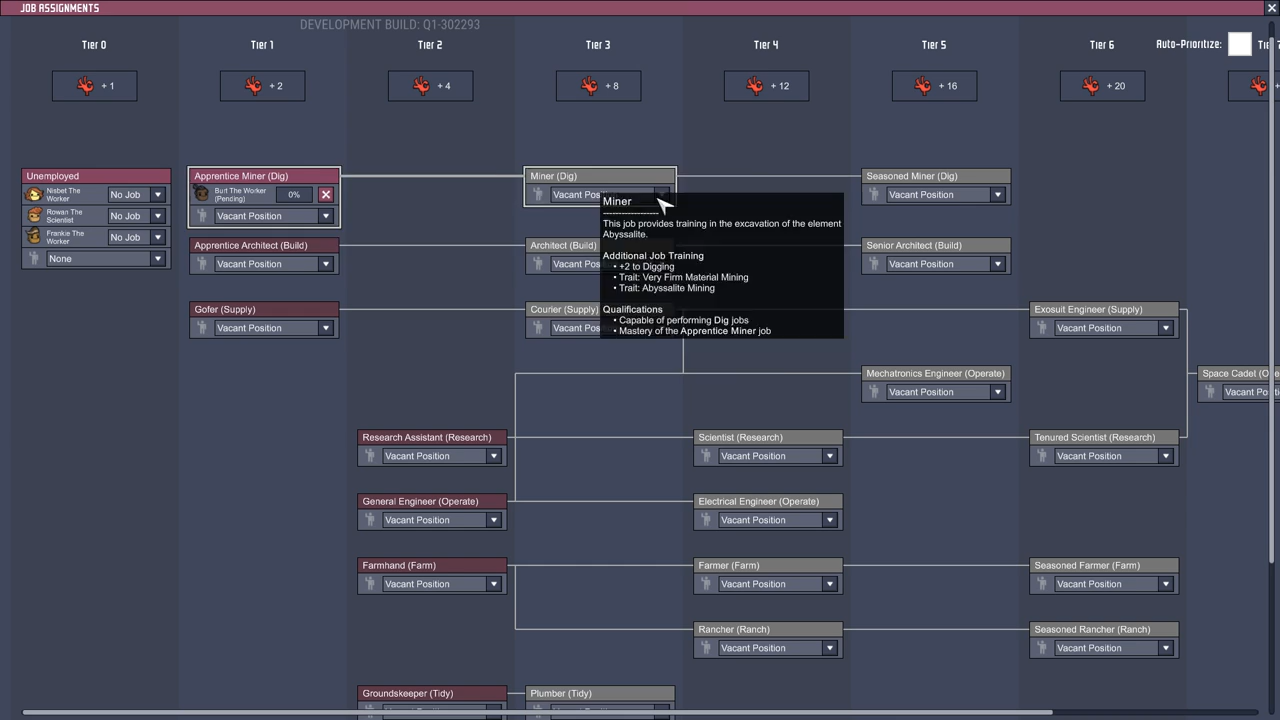 JOB ASSIGNMENTS
DEVELOPMENT BUILD: Q1-302293
Tier 0
Tier 1
Tier 2
Tier 3
Tier 4
Tier 5
Tier 6
Auto-Prioritize:
+ 1
+ 2
+ 4
+ 8
+ 12
+ 16
+ 20
Unemployed
Nisbet The Worker
No Job
Rowan The Scientist
No Job
Frankie The Worker
No Job
None
Apprentice Miner (Dig)
Burt The Worker (Pending)
0%
Vacant Position
Miner (Dig)
Seasoned Miner (Dig)
Vacant Position
Miner
This job provides training in the excavation of the element
Abyssalite.
Additional Job Training
• +2 to Digging
• Trait: Very Firm Material Mining
• Trait: Abyssalite Mining
Qualifications
• Capable of performing Dig jobs
• Mastery of the Apprentice Miner job
Apprentice Architect (Build)
Vacant Position
Architect (Build)
Senior Architect (Build)
Vacant Position
Gofer (Supply)
Vacant Position
Courier (Supply)
Exosuit Engineer (Supply)
Vacant Position
Mechatronics Engineer (Operate)
Vacant Position
Space Cadet
Vacant
Research Assistant (Research)
Vacant Position
Scientist (Research)
Vacant Position
Tenured Scientist (Research)
Vacant Position
General Engineer (Operate)
Vacant Position
Electrical Engineer (Operate)
Vacant Position
Farmhand (Farm)
Vacant Position
Farmer (Farm)
Vacant Position
Seasoned Farmer (Farm)
Vacant Position
Rancher (Ranch)
Vacant Position
Seasoned Rancher (Ranch)
Vacant Position
Groundskeeper (Tidy)
Plumber (Tidy)